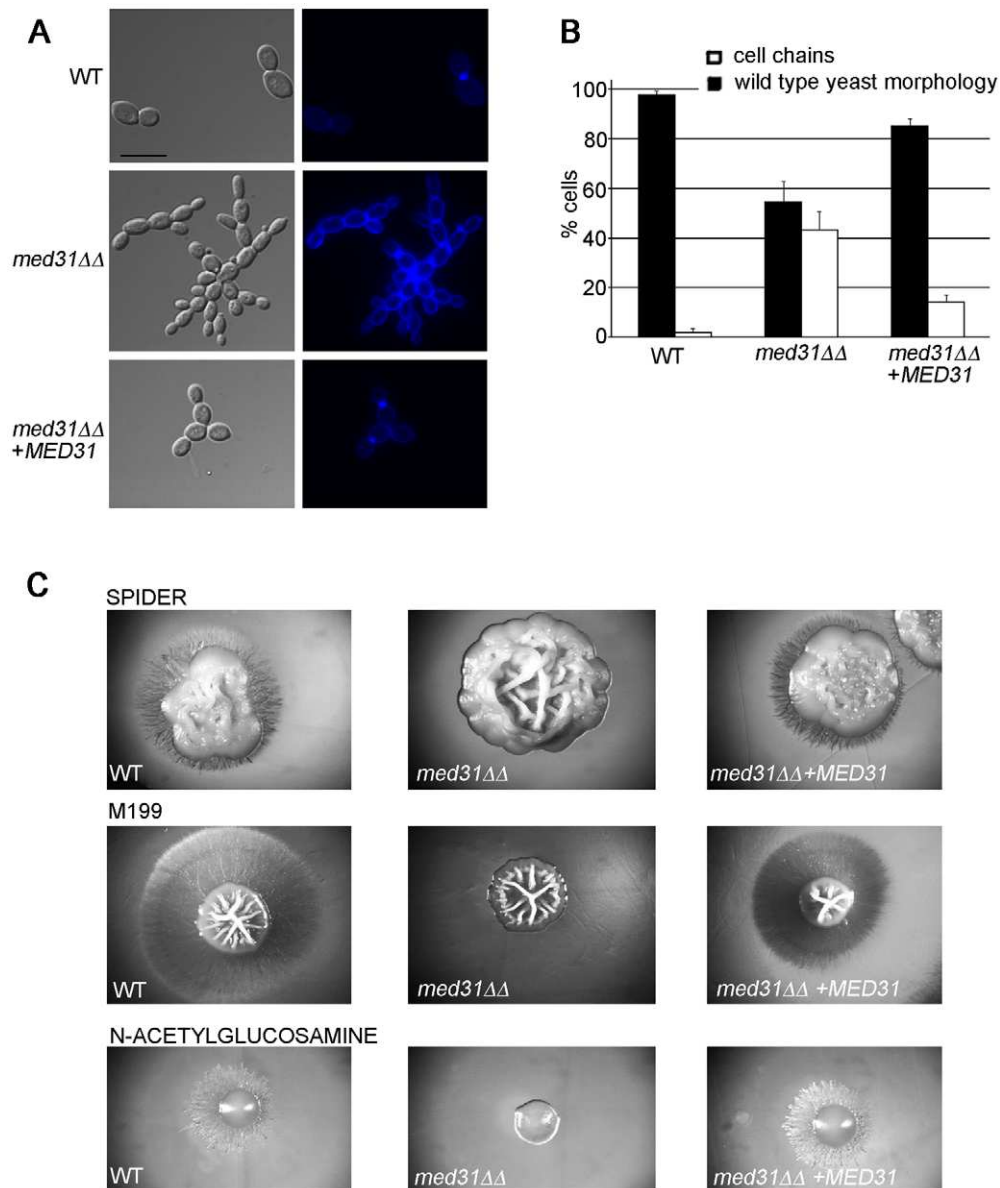 A
WT
med31ΔΔ
med31ΔΔ
+MED31
B
cell chains
wild type yeast morphology
100
80
60
40
20
0
% cells
WT
med31ΔΔ
med31ΔΔ
+MED31
C
SPIDER
WT
med31ΔΔ
med31ΔΔ+MED31
M199
WT
med31ΔΔ
med31ΔΔ +MED31
N-ACETYLGLUCOSAMINE
WT
med31ΔΔ
med31ΔΔ +MED31